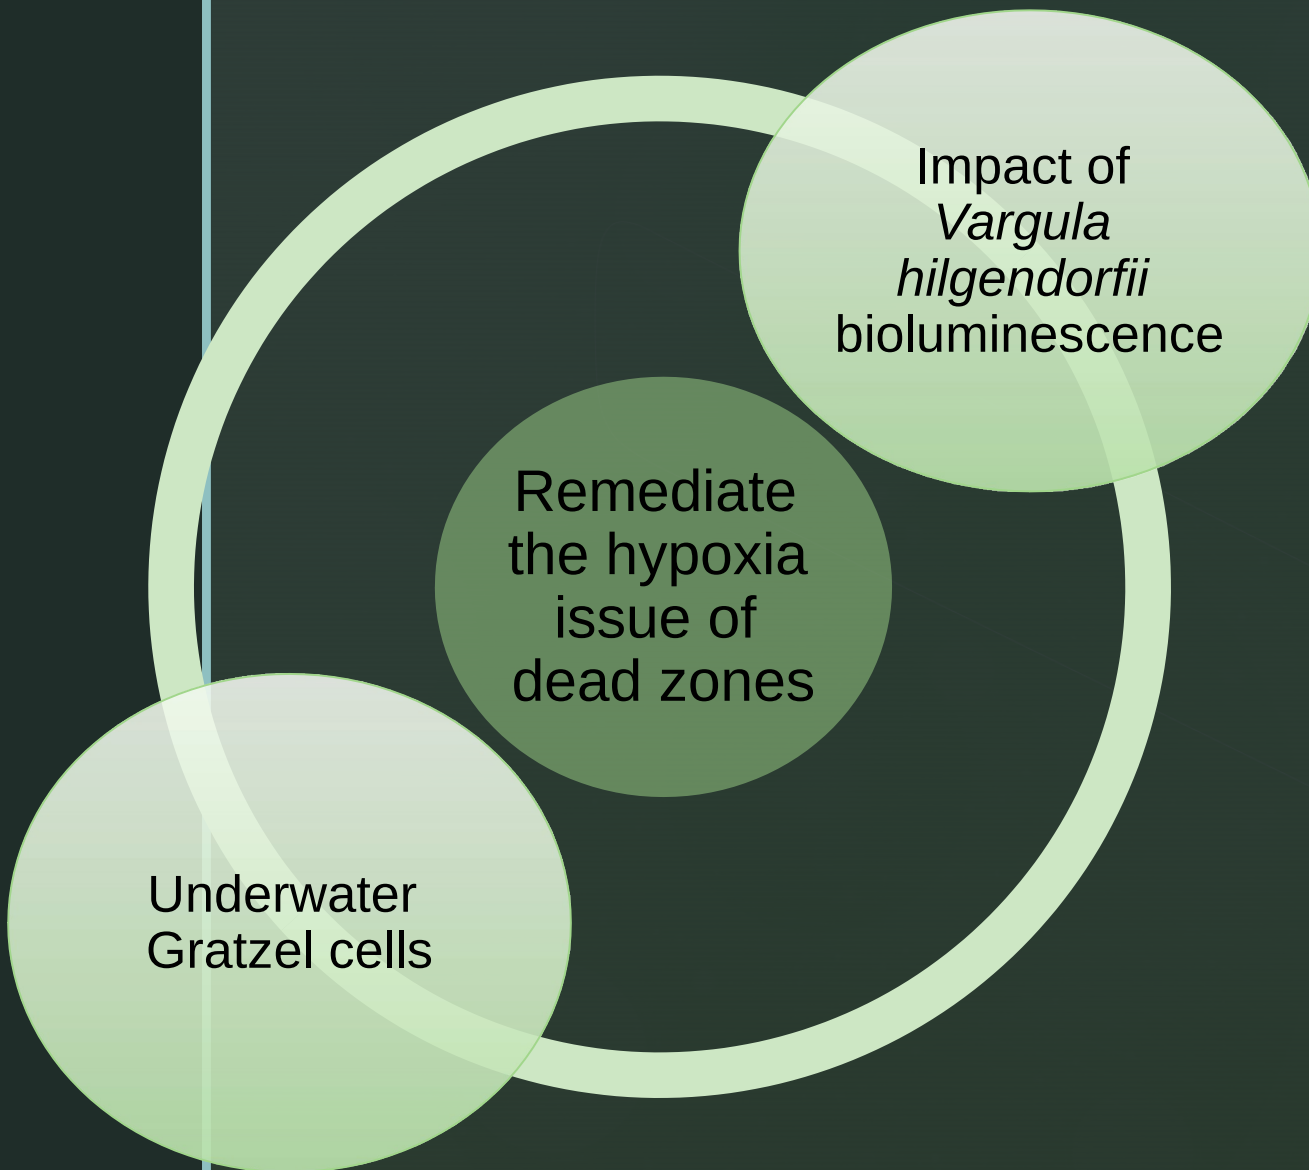 Impact of
Vargula
hilgendorfii
bioluminescence
Remediate
the hypoxia
issue of
dead zones
Underwater
Gratzel cells